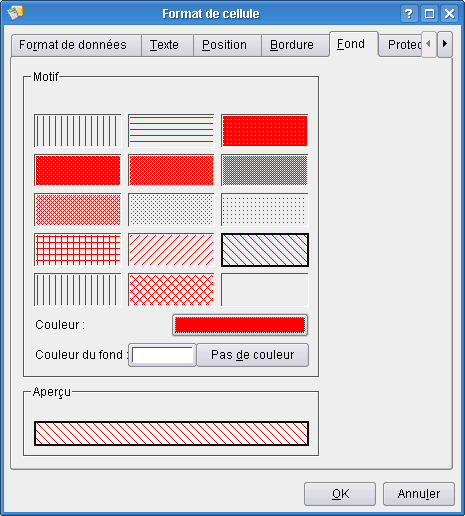 Format de cellule
Format de données Texte Position Bordure Fond Protec
Motif
Couleur :
Couleur du fond : Pas de couleur
Aperçu
OK Annuler